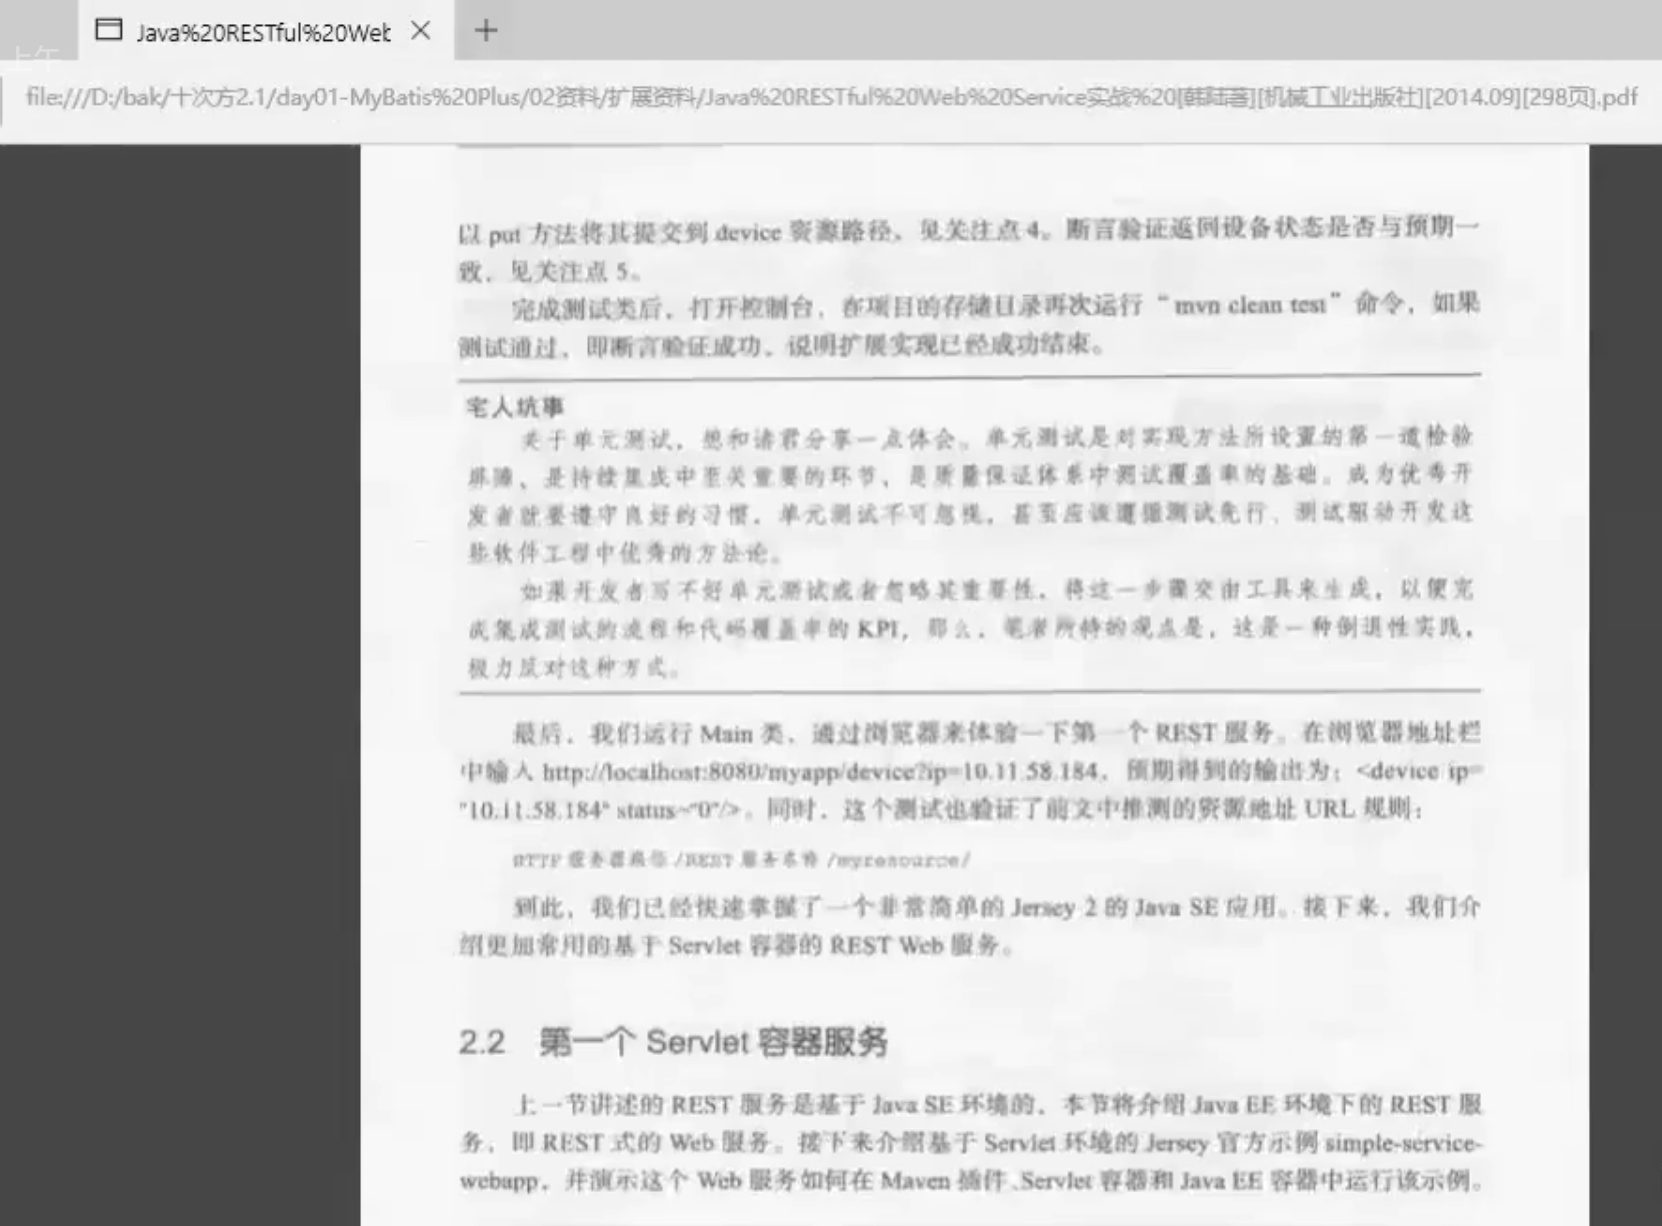 Java%20RESTful%20Web
上午
file:///D:/bak/十次方2.1/day01-MyBatis%20Plus/02资料/扩展资料/Java%20RESTful%20Web%20Service实战%20[韩陆著][机械工业出版社][2014.09][298页].pdf
以 put 方法将其提交到 device 资源路径，见关注点 4。断言验证返回设备状态是否与预期一
致，见关注点 5。
完成测试类后，打开控制台，在项目的存储目录再次运行“mvn clean test”命令，如果
测试通过，即断言验证成功，说明扩展实现已经成功结束。
宅人坑事
关于单元测试，想和诸君分享一点体会。单元测试是对实现方法所设置的第一道检验
屏障，是持续集成中至关重要的环节，是质量保证体系中测试覆盖率的基础。成为优秀开
发者就要遵守良好的习惯，单元测试不可忽视，甚至应该遵循测试先行、测试驱动开发这
些软件工程中优秀的方法论。
如果开发者写不好单元测试或者忽略其重要性，将这一步骤交由工具来生成，以便完
成集成测试的流程和代码覆盖率的 KPI，那么，笔者所持的观点是，这是一种倒退性实践，
极力反对这种方式。
最后，我们运行 Main 类，通过浏览器来体验一下第一个 REST 服务。在浏览器地址栏
中输入 http://localhost:8080/myapp/device?ip=10.11.58.184，预期得到的输出为：<device ip=
"10.11.58.184" status="0"/>。同时，这个测试也验证了前文中推测的资源地址 URL 规则：
HTTP 服务器路径 /REST 服务名称 /myresource/
到此，我们已经快速掌握了一个非常简单的 Jersey 2 的 Java SE 应用。接下来，我们介
绍更加常用的基于 Servlet 容器的 REST Web 服务。
2.2 第一个 Servlet 容器服务
上一节讲述的 REST 服务是基于 Java SE 环境的，本节将介绍 Java EE 环境下的 REST 服
务，即 REST 式的 Web 服务。接下来介绍基于 Servlet 环境的 Jersey 官方示例 simple-service-
webapp，并演示这个 Web 服务如何在 Maven 插件、Servlet 容器和 Java EE 容器中运行该示例。